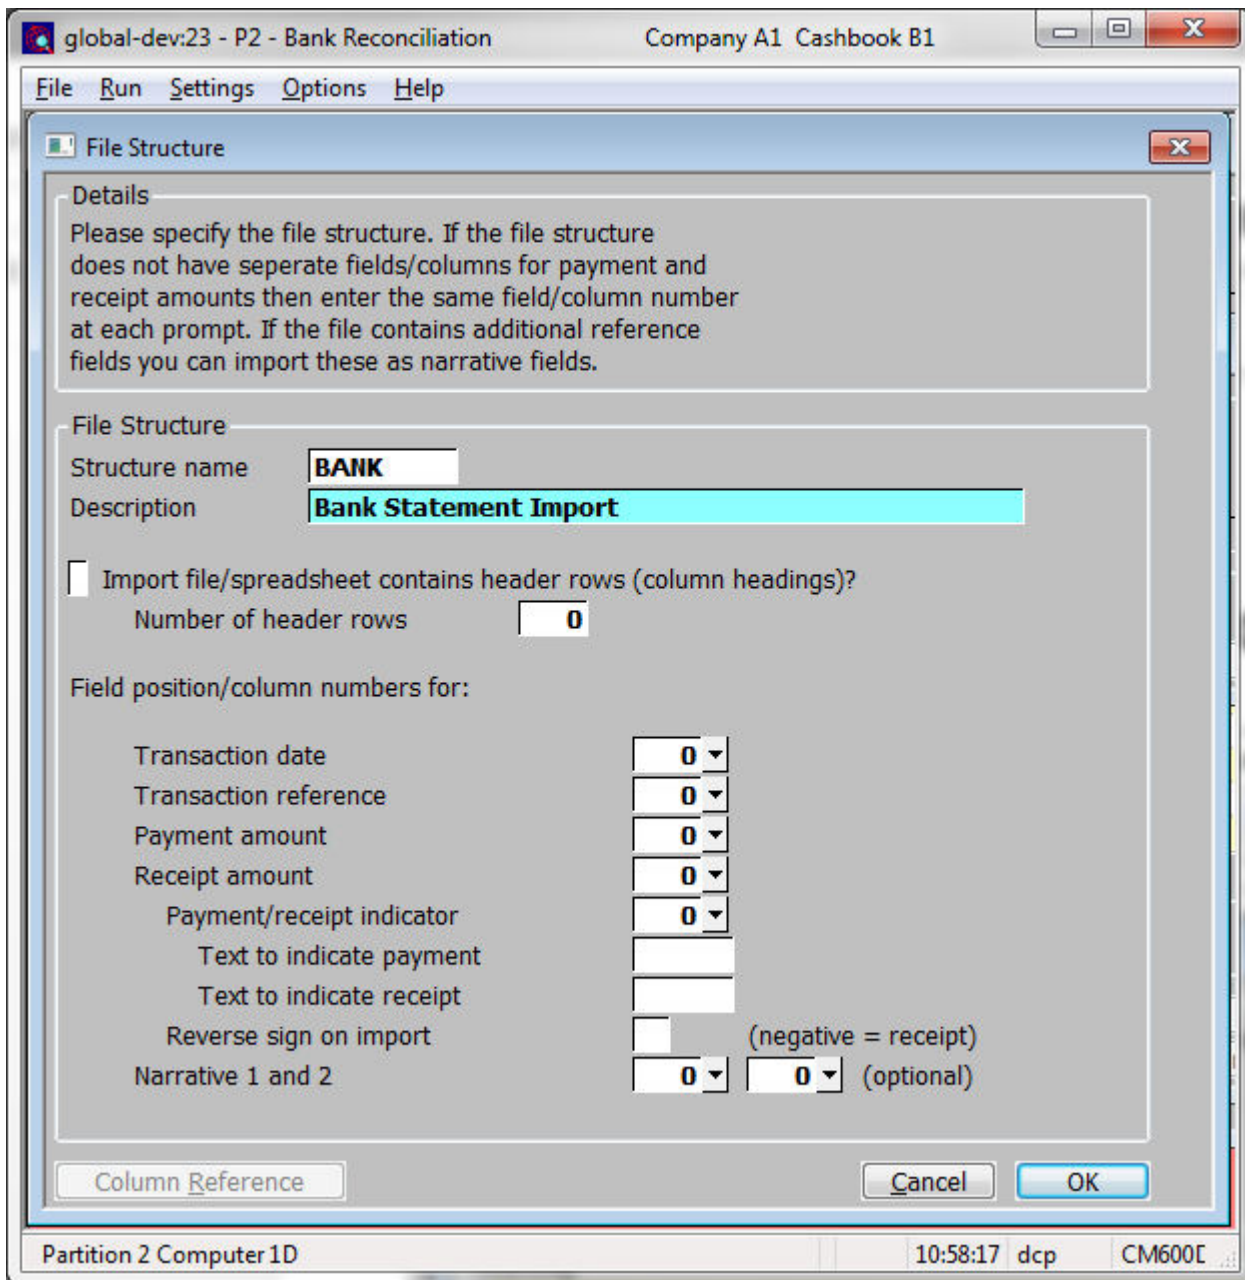 global-dev:23 - P2 - Bank Reconciliation Company A1 Cashbook B1
File Run Settings Options Help
File Structure
Details
Please specify the file structure. If the file structure
does not have seperate fields/columns for payment and
receipt amounts then enter the same field/column number
at each prompt. If the file contains additional reference
fields you can import these as narrative fields.
File Structure
Structure name BANK
Description Bank Statement Import
Import file/spreadsheet contains header rows (column headings)?
Number of header rows 0
Field position/column numbers for:
Transaction date 0
Transaction reference 0
Payment amount 0
Receipt amount 0
Payment/receipt indicator 0
Text to indicate payment
Text to indicate receipt
Reverse sign on import (negative = receipt)
Narrative 1 and 2 0 0 (optional)
Column Reference Cancel OK
Partition 2 Computer 1D 10:58:17 dcp CM600